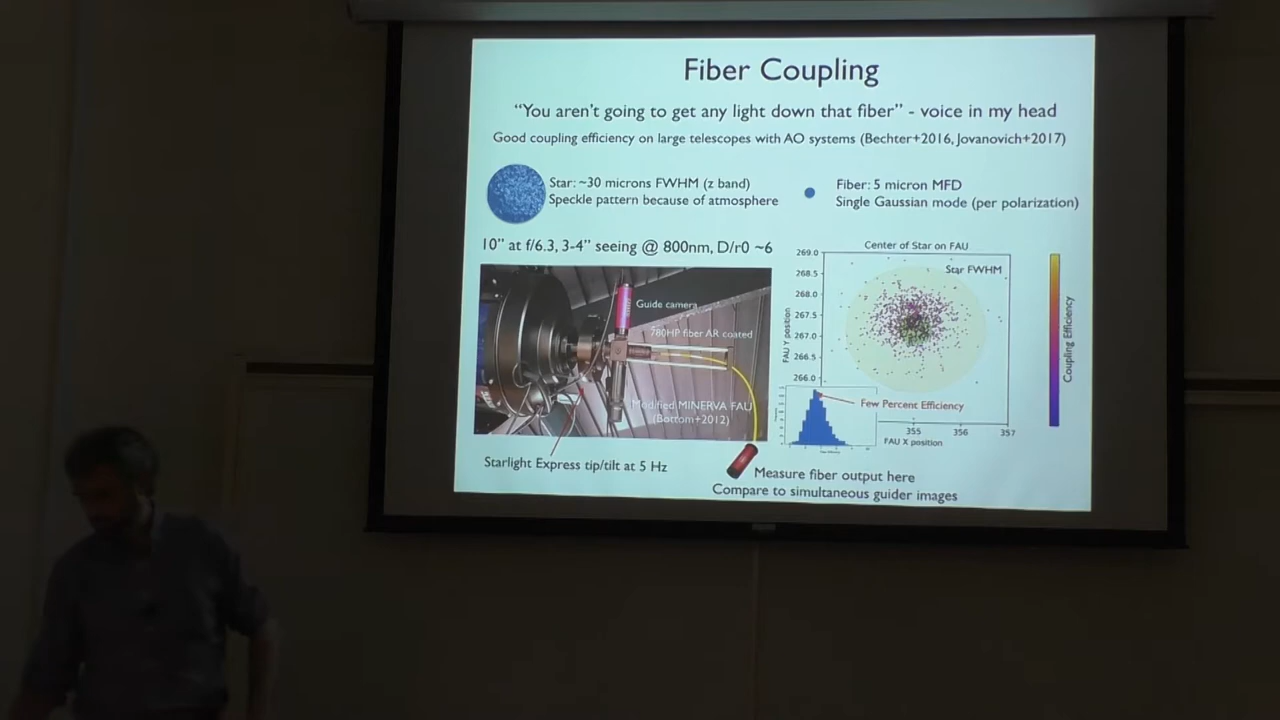 Fiber Coupling
“You aren’t going to get any light down that fiber” - voice in my head
Good coupling efficiency on large telescopes with AO systems (Bechter+2016, Jovanovich+2017)
Star: ~30 microns FWHM (z band)
Speckle pattern because of atmosphere
Fiber: 5 micron MFD
Single Gaussian mode (per polarization)
10” at f/6.3, 3-4” seeing @ 800nm, D/r0 ~6
Guide camera
780HP fiber AR coated
Modified MINERVA FAU
(Bottom+2012)
Starlight Express tip/tilt at 5 Hz
Center of Star on FAU
Star FWHM
269.0
268.5
268.0
267.5
267.0
266.5
266.0
FAU Y position
Coupling Efficiency
Few Percent Efficiency
355
356
357
FAU X position
Measure fiber output here
Compare to simultaneous guider images